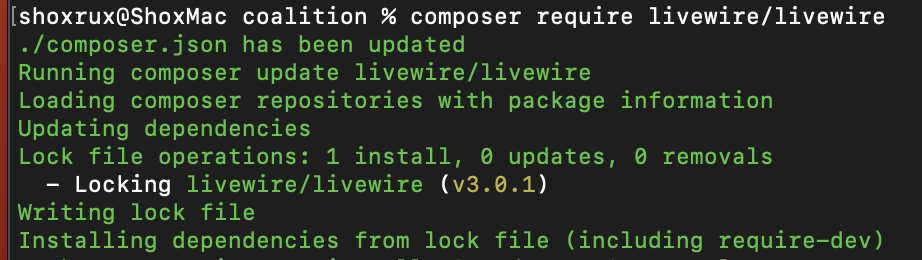 [shoxrux@ShoxMac coalition % composer require livewire/livewire
./composer.json has been updated
Running composer update livewire/livewire
Loading composer repositories with package information
Updating dependencies
Lock file operations: 1 install, 0 updates, 0 removals
  - Locking livewire/livewire (v3.0.1)
Writing lock file
Installing dependencies from lock file (including require-dev)